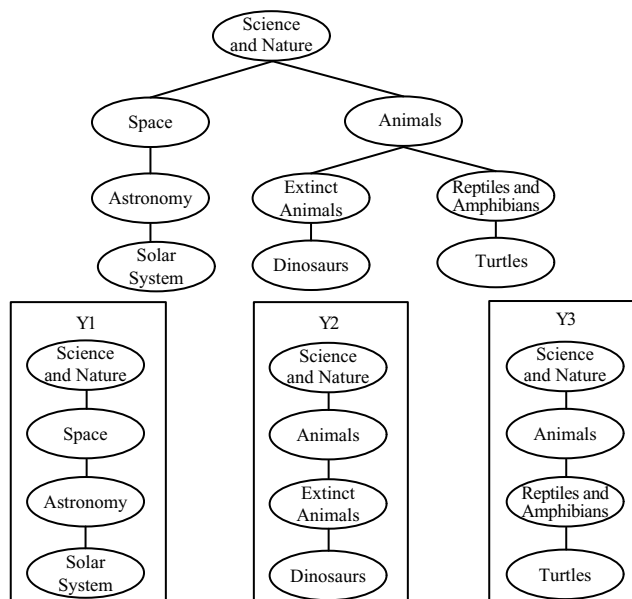 Science
and Nature
Space
Animals
Astronomy
Extinct
Animals
Reptiles and
Amphibians
Solar
System
Dinosaurs
Turtles
Y1
Science
and Nature
Space
Astronomy
Solar
System
Y2
Science
and Nature
Animals
Extinct
Animals
Dinosaurs
Y3
Science
and Nature
Animals
Reptiles and
Amphibians
Turtles